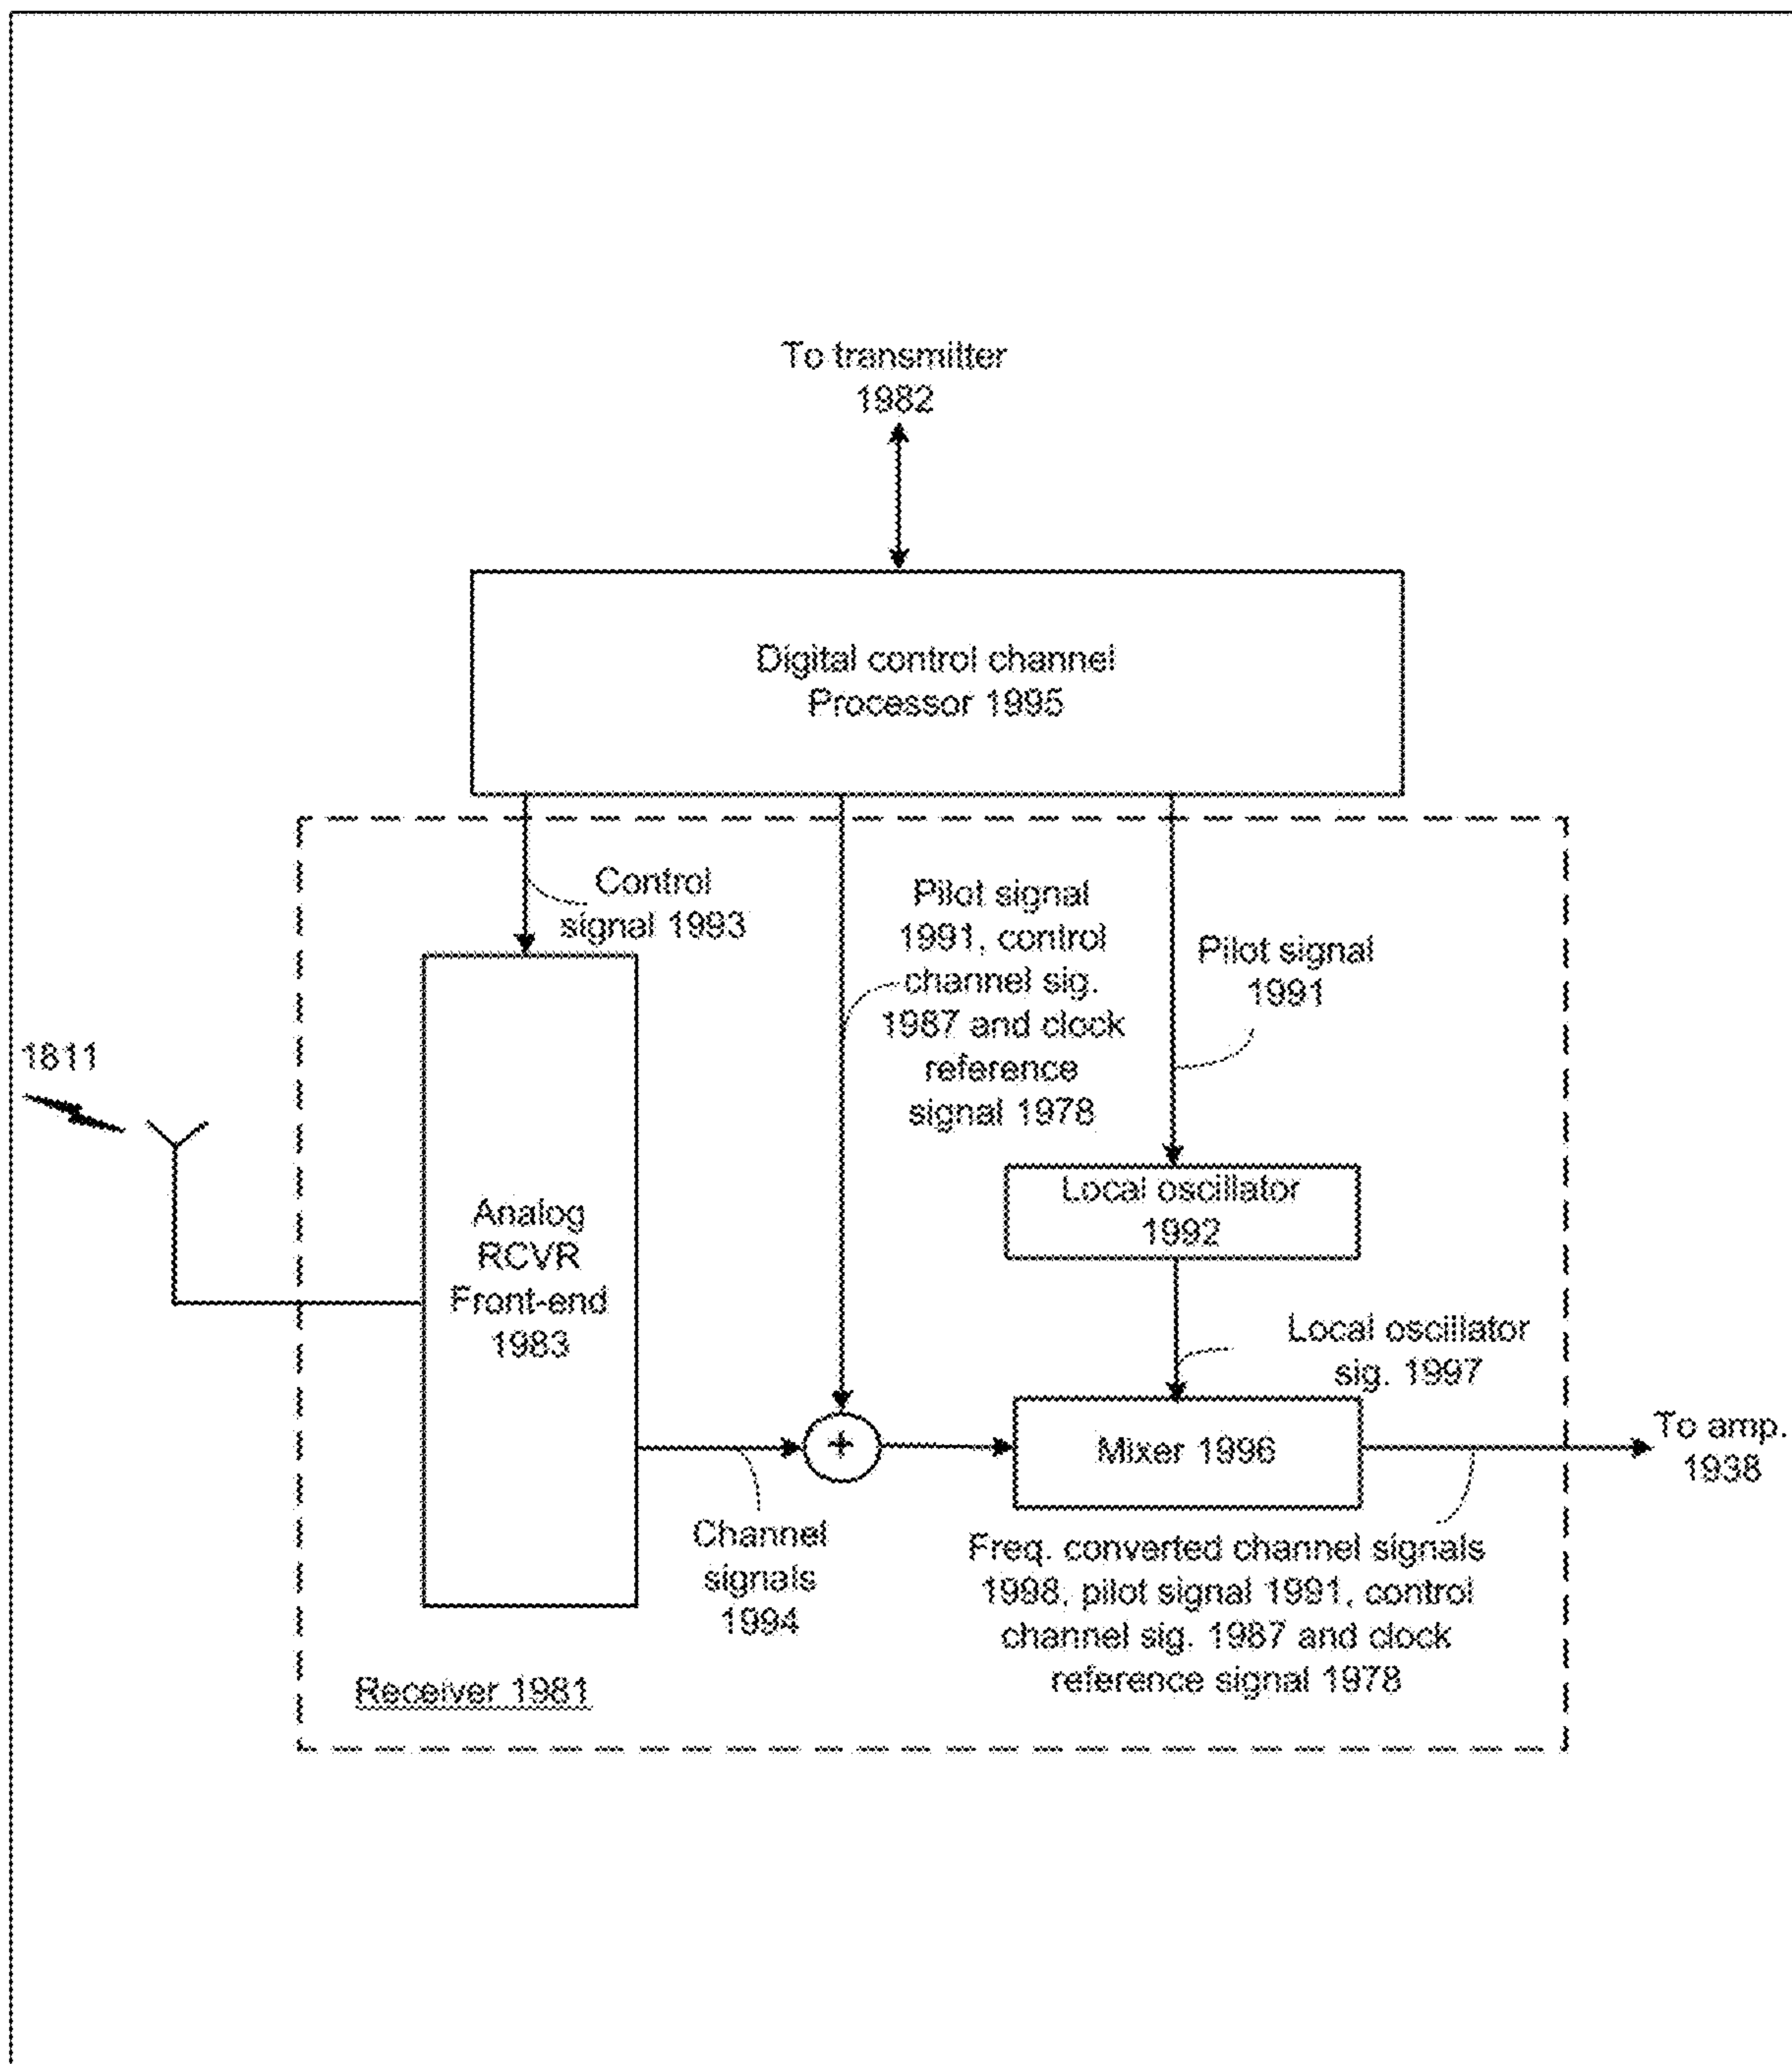 To transmitter
1982
Digital control channel
Processor 1995
Control
signal 1993
Pilot signal
1991, control
channel sig.
1987 and clock
reference
signal 1978
Pilot signal
1991
1811
Local oscillator
1992
Analog
RCVR
Front-end
1983
Local oscillator
sig. 1997
+
Mixer 1996
To amp.
1938
Channel
signals
1994
Freq. converted channel signals
1998, pilot signal 1991, control
channel sig. 1987 and clock
reference signal 1978
Receiver 1981